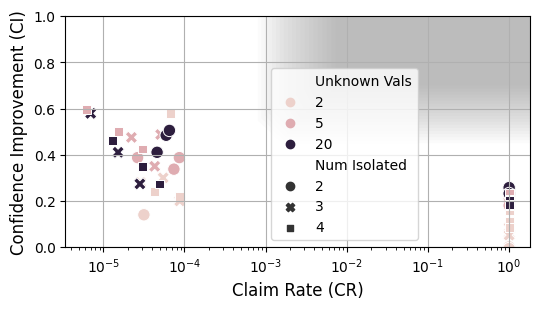 Confidence Improvement (CI)
1.0
0.8
0.6
0.4
0.2
0.0
Unknown Vals
2
5
20
Num Isolated
2
3
4
10⁻⁵ 10⁻⁴ 10⁻³ 10⁻² 10⁻¹ 10⁰
Claim Rate (CR)